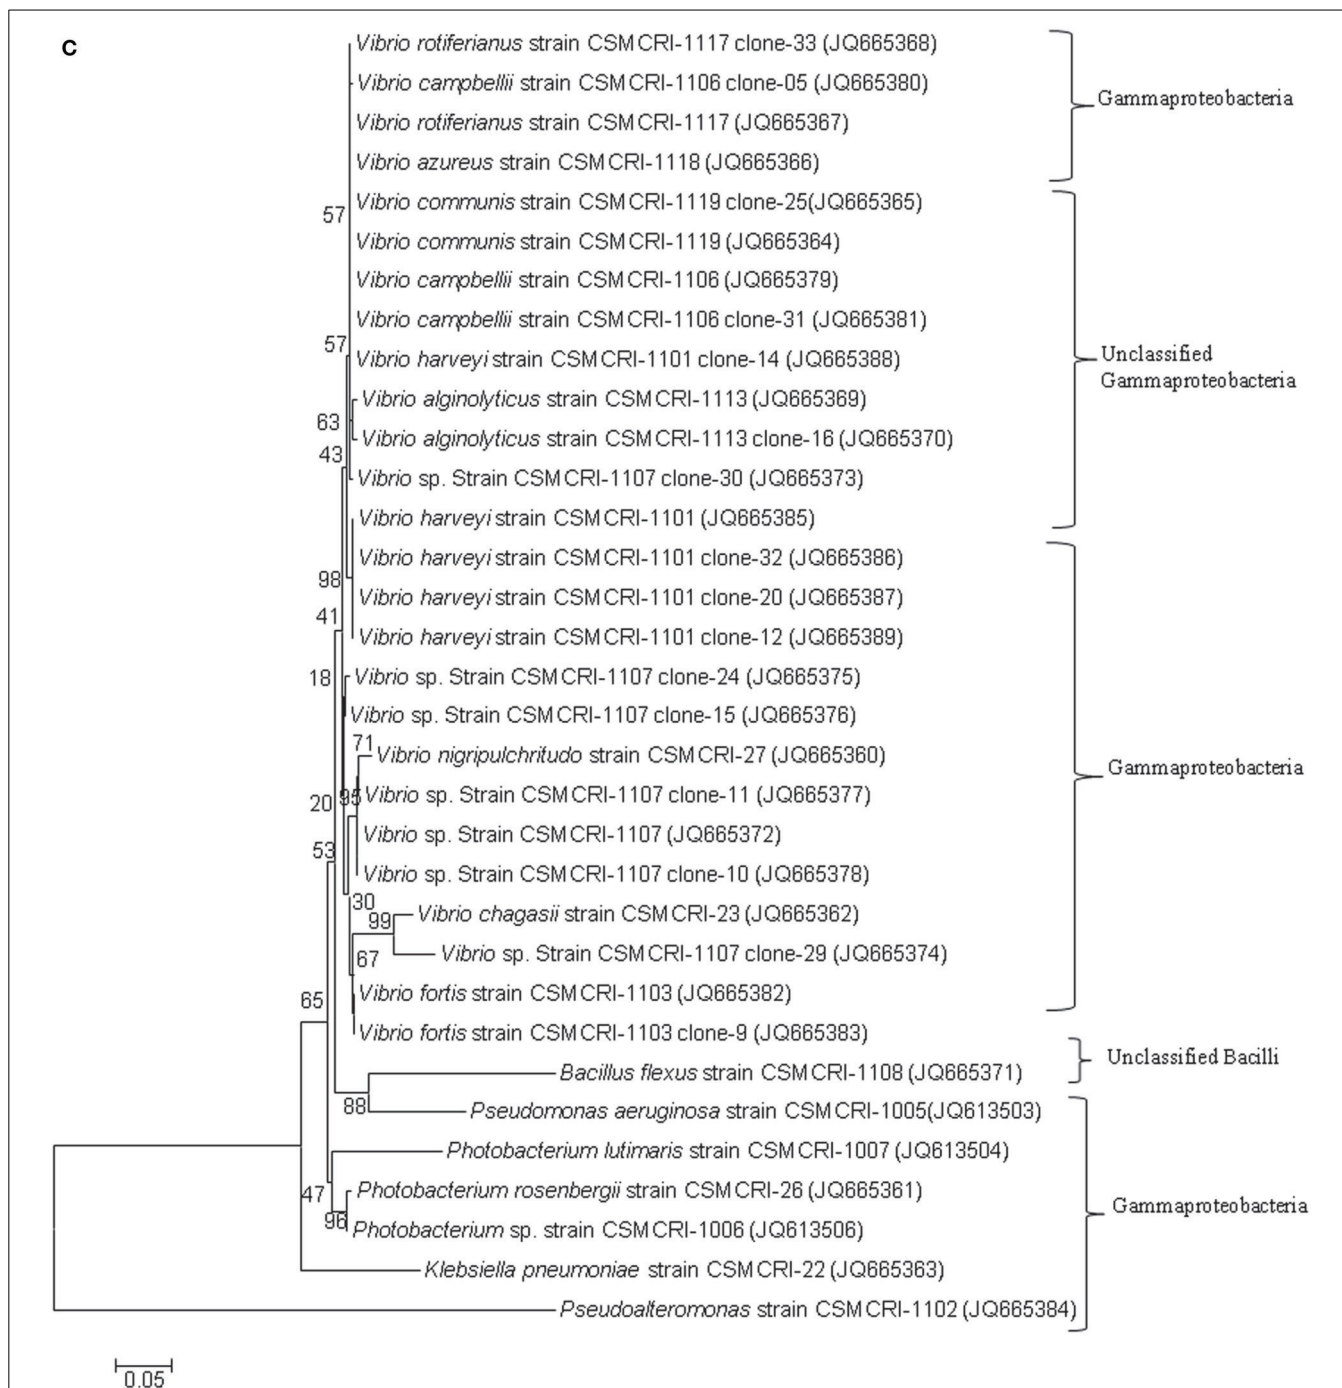 C
Vibrio rotiferianus strain CSMCRI-1117 clone-33 (JQ665368)
Vibrio campbellii strain CSMCRI-1106 clone-05 (JQ665380)
Gammaproteobacteria
Vibrio rotiferianus strain CSMCRI-1117 (JQ665367)
Vibrio azureus strain CSMCRI-1118 (JQ665366)
Vibrio communis strain CSMCRI-1119 clone-25(JQ665365)
57
Vibrio communis strain CSMCRI-1119 (JQ665364)
Vibrio campbellii strain CSMCRI-1106 (JQ665379)
Vibrio campbellii strain CSMCRI-1106 clone-31 (JQ665381)
57
Vibrio harveyi strain CSMCRI-1101 clone-14 (JQ665388)
Unclassified
Gammaproteobacteria
Vibrio alginolyticus strain CSMCRI-1113 (JQ665369)
63
Vibrio alginolyticus strain CSMCRI-1113 clone-16 (JQ665370)
43
Vibrio sp. Strain CSMCRI-1107 clone-30 (JQ665373)
Vibrio harveyi strain CSMCRI-1101 (JQ665385)
Vibrio harveyi strain CSMCRI-1101 clone-32 (JQ665386)
98
Vibrio harveyi strain CSMCRI-1101 clone-20 (JQ665387)
41
Vibrio harveyi strain CSMCRI-1101 clone-12 (JQ665389)
18
Vibrio sp. Strain CSMCRI-1107 clone-24 (JQ665375)
Vibrio sp. Strain CSMCRI-1107 clone-15 (JQ665376)
71
Vibrio nigripulchritudo strain CSMCRI-27 (JQ665360)
Gammaproteobacteria
20
95
Vibrio sp. Strain CSMCRI-1107 clone-11 (JQ665377)
Vibrio sp. Strain CSMCRI-1107 (JQ665372)
53
Vibrio sp. Strain CSMCRI-1107 clone-10 (JQ665378)
30
99
Vibrio chagasii strain CSMCRI-23 (JQ665362)
67
Vibrio sp. Strain CSMCRI-1107 clone-29 (JQ665374)
65
Vibrio fortis strain CSMCRI-1103 (JQ665382)
Vibrio fortis strain CSMCRI-1103 clone-9 (JQ665383)
Unclassified Bacilli
Bacillus flexus strain CSMCRI-1108 (JQ665371)
88
Pseudomonas aeruginosa strain CSMCRI-1005(JQ613503)
Photobacterium lutimaris strain CSMCRI-1007 (JQ613504)
47
Photobacterium rosenbergii strain CSMCRI-26 (JQ665361)
Gammaproteobacteria
96
Photobacterium sp. strain CSMCRI-1006 (JQ613506)
Klebsiella pneumoniae strain CSMCRI-22 (JQ665363)
Pseudoalteromonas strain CSMCRI-1102 (JQ665384)
0.05